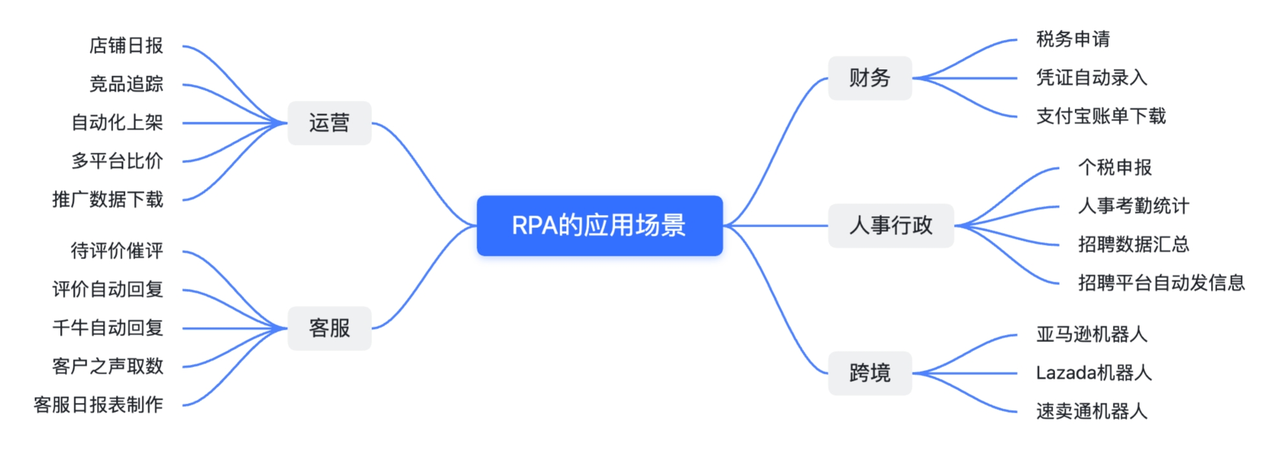 RPA的应用场景
运营
店铺日报
竞品追踪
自动化上架
多平台比价
推广数据下载
客服
待评价催评
评价自动回复
千牛自动回复
客户之声取数
客服日报表制作
财务
税务申请
凭证自动录入
支付宝账单下载
人事行政
个税申报
人事考勤统计
招聘数据汇总
招聘平台自动发信息
跨境
亚马逊机器人
Lazada机器人
速卖通机器人